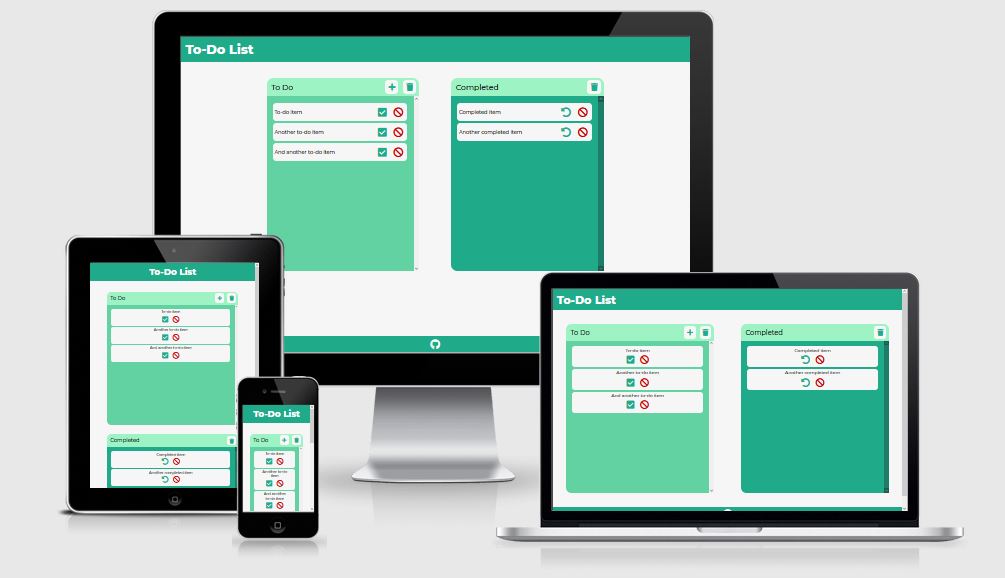 To-Do List
To Do
Completed
To-do item
Another to-do item
And another to-do item
Completed item
Another completed item
To-Do List
To Do
To-do item
Another to-do item
And another to-do item
Completed
Completed item
Another completed item
To-Do List
To Do
To-do item
Another to-do
item
And another
to-do item
To-Do List
To Do
Completed
To-do item
Another to-do item
And another to-do item
Completed item
Another completed item